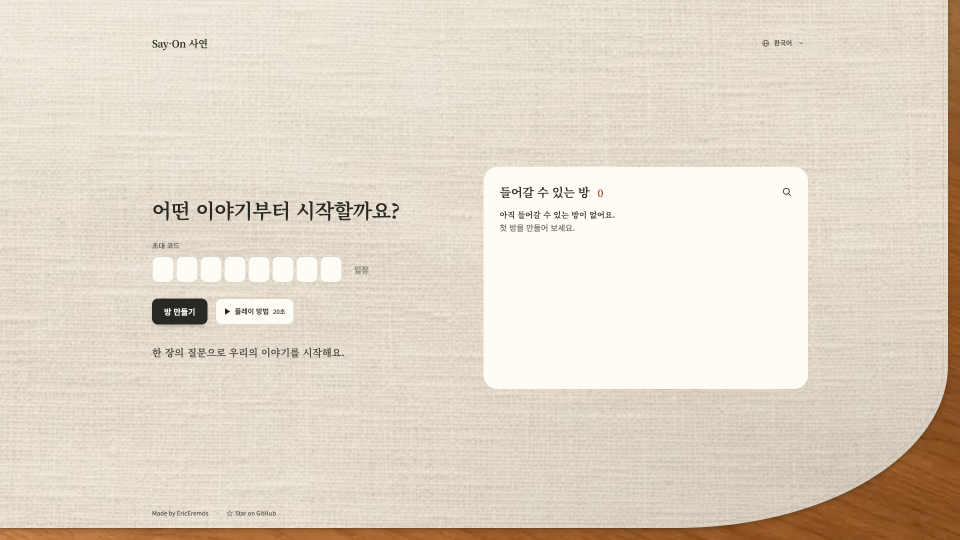 Say-On 사연
한국어
어떤 이야기부터 시작할까요?
초대 코드
입장
방 만들기
플레이 방법 20초
한 장의 질문으로 우리의 이야기를 시작해요.
들어갈 수 있는 방 0
아직 들어갈 수 있는 방이 없어요.
첫 방을 만들어 보세요.
Made by EricEremos · Star on GitHub